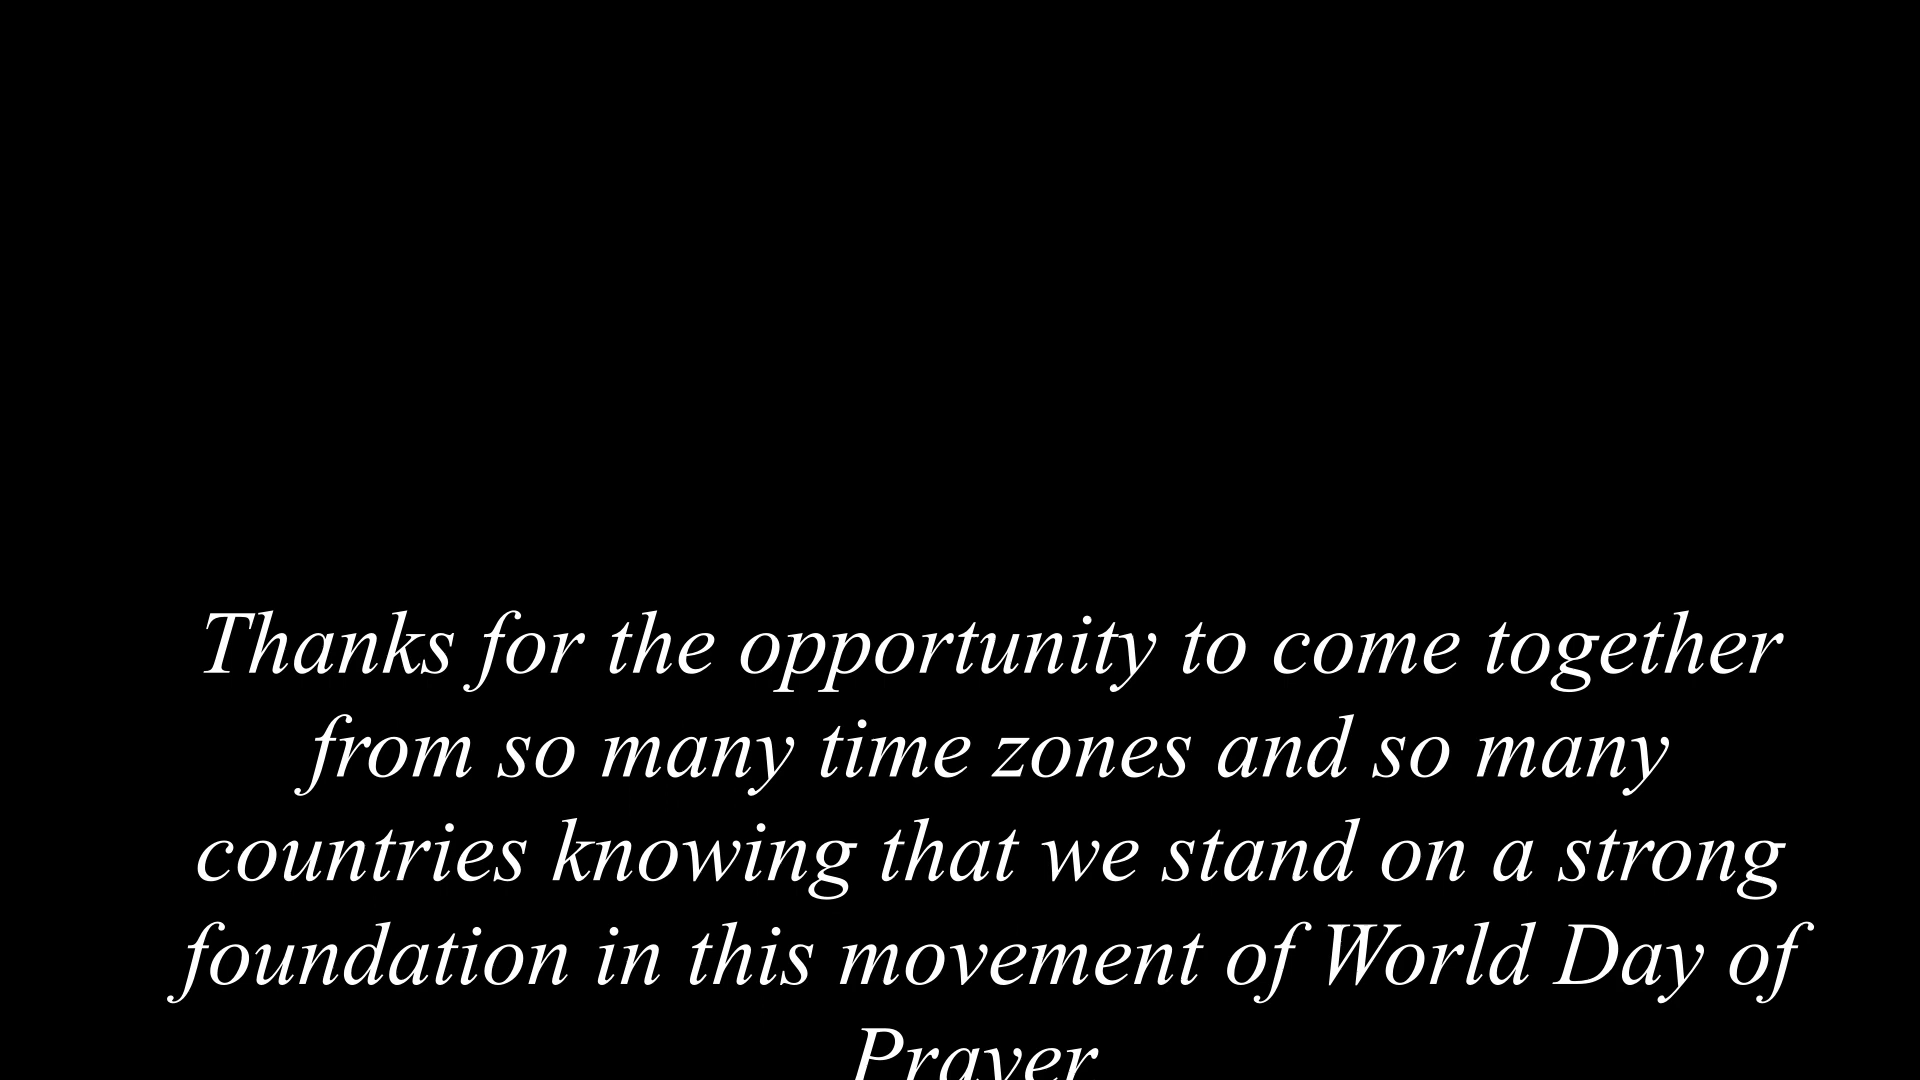 Thanks for the opportunity to come together
from so many time zones and so many
countries knowing that we stand on a strong
foundation in this movement of World Day of
Prayer